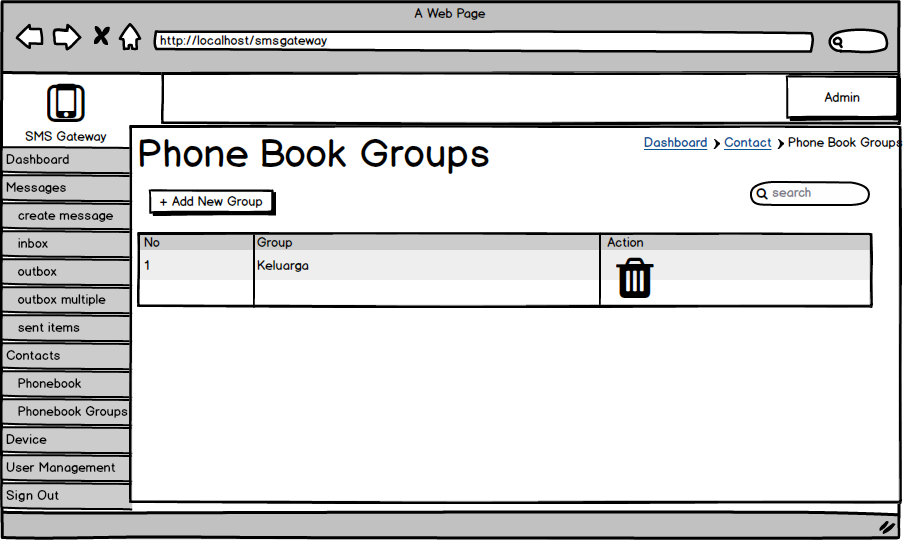 A Web Page
http://localhost/smsgateway
Admin
SMS Gateway
Dashboard
Messages
create message
inbox
outbox
outbox multiple
sent items
Contacts
Phonebook
Phonebook Groups
Device
User Management
Sign Out
Phone Book Groups
Dashboard Contact Phone Book Groups
+ Add New Group
search
No Group Action
1 Keluarga